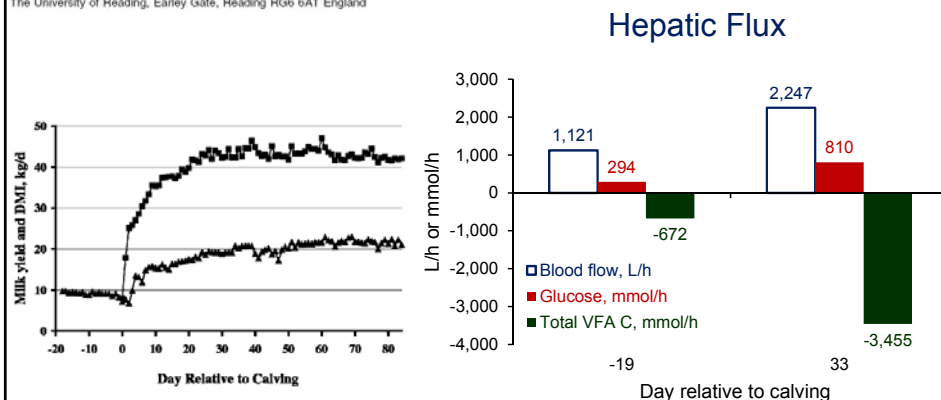 The University of Reading, Earley Gate, Reading RG6 6AT England
Hepatic Flux
Milk yield and DMI, kg/d
50
40
30
20
10
0
-20 -10 0 10 20 30 40 50 60 70 80
Day Relative to Calving
L/h or mmol/h
3,000
2,000
1,000
0
-1,000
-2,000
-3,000
-4,000
1,121
294
-672
2,247
810
-3,455
Blood flow, L/h
Glucose, mmol/h
Total VFA C, mmol/h
-19 33
Day relative to calving